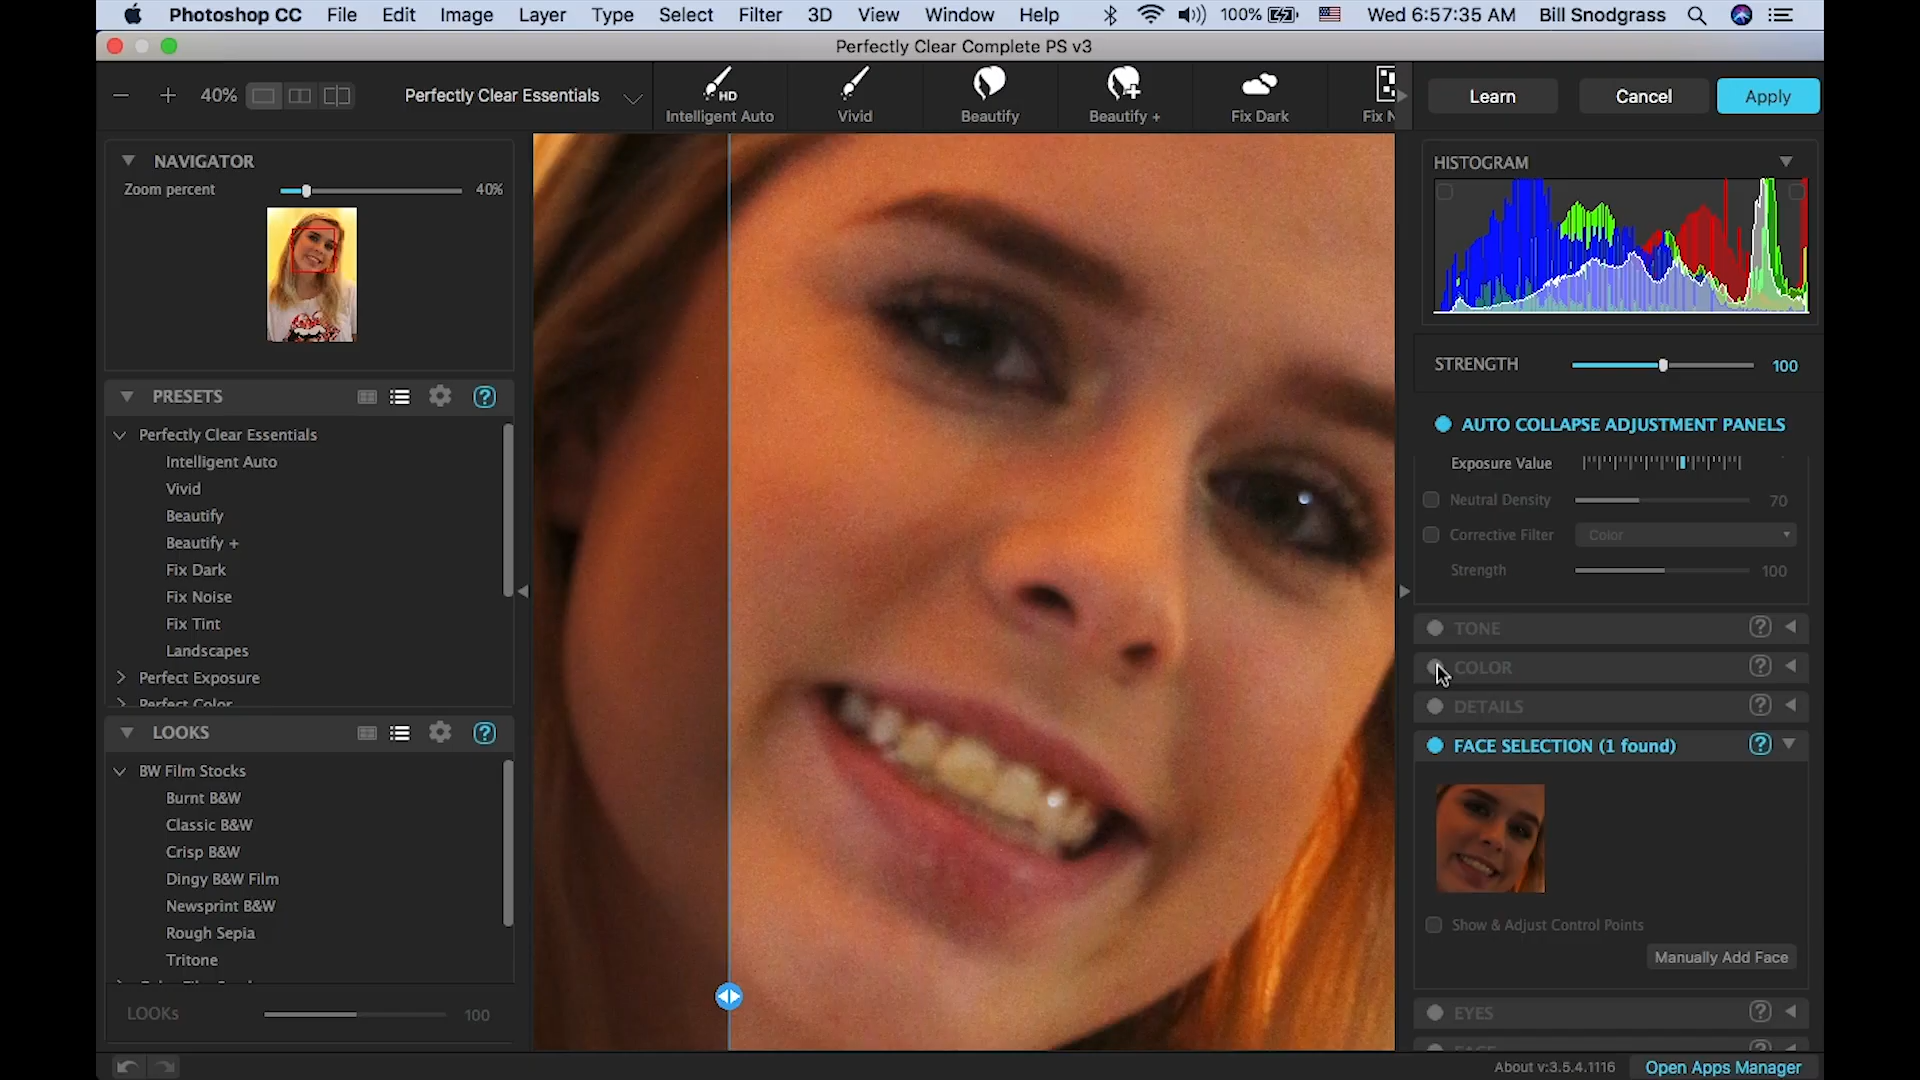 Photoshop CC File Edit Image Layer Type Select Filter 3D View Window Help 100% Wed 6:57:35 AM Bill Snodgrass
Perfectly Clear Complete PS v3
40% Perfectly Clear Essentials
HD
Intelligent Auto Vivid Beautify Beautify + Fix Dark Fix N
Learn Cancel Apply
NAVIGATOR
Zoom percent 40%
PRESETS ?
Perfectly Clear Essentials
Intelligent Auto
Vivid
Beautify
Beautify +
Fix Dark
Fix Noise
Fix Tint
Landscapes
Perfect Exposure
Perfect Color
LOOKS ?
BW Film Stocks
Burnt B&W
Classic B&W
Crisp B&W
Dingy B&W Film
Newsprint B&W
Rough Sepia
Tritone
LOOKs 100
HISTOGRAM
STRENGTH 100
AUTO COLLAPSE ADJUSTMENT PANELS
Exposure Value
Neutral Density 70
Corrective Filter Color
Strength 100
TONE ?
COLOR ?
DETAILS ?
FACE SELECTION (1 found) ?
Show & Adjust Control Points
Manually Add Face
EYES ?
About v:3.5.4.1116 Open Apps Manager